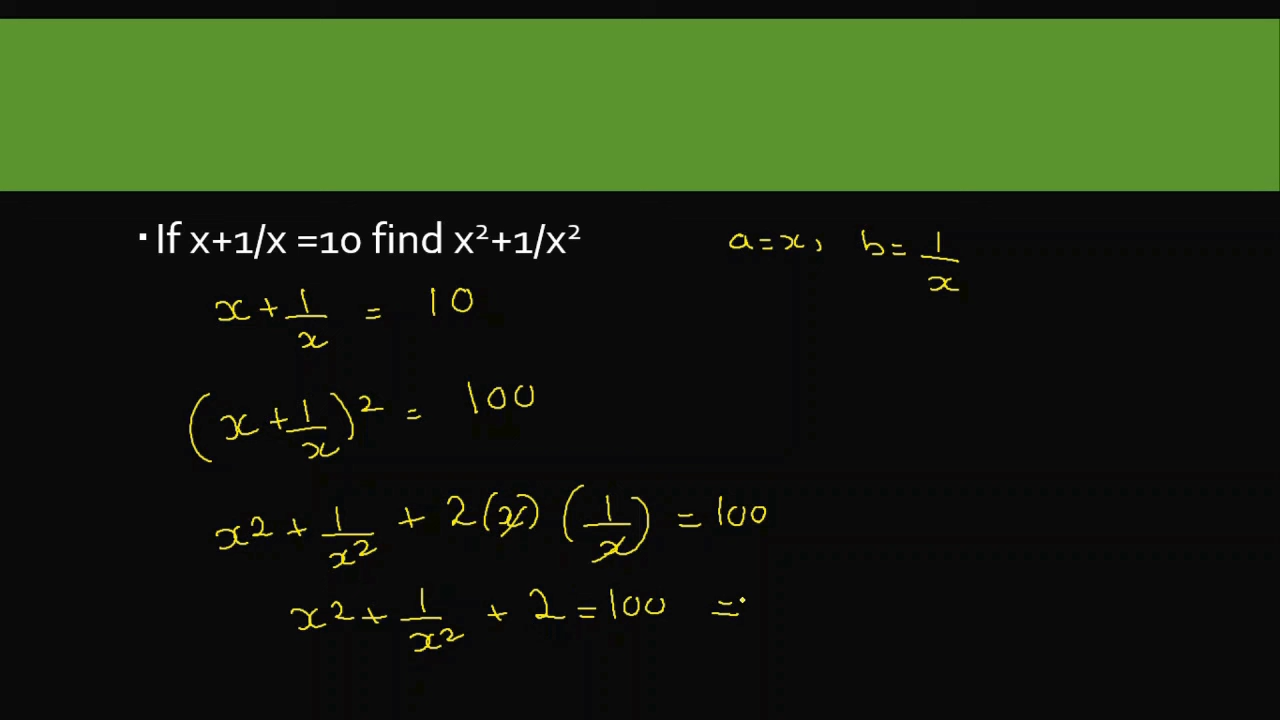 · If x+1/x =10 find x²+1/x²
a=x, b=1/x
x+1/x = 10
(x+1/x)² = 100
x²+1/x² + 2(x)(1/x) = 100
x²+1/x² + 2=100 =